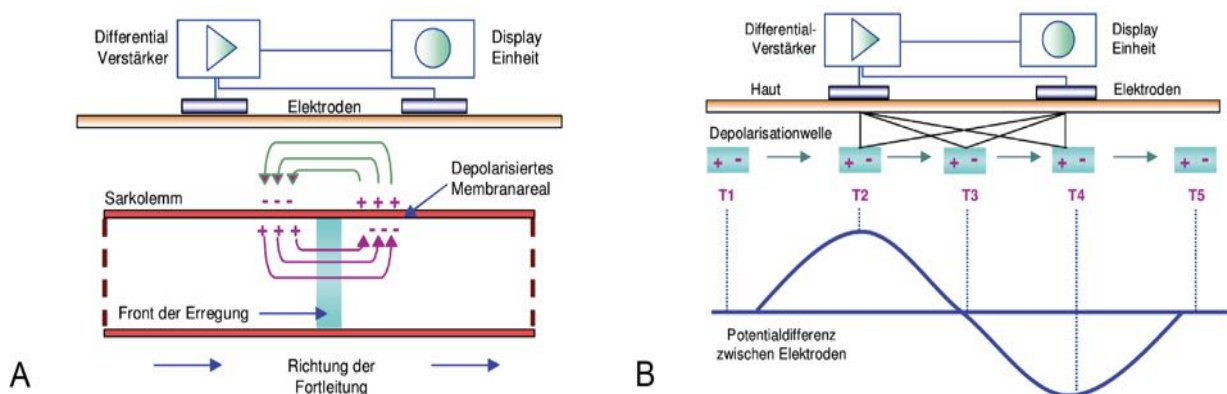 Differential
Verstärker
Display
Einheit
Elektroden
Depolarisiertes
Membranareal
Sarkolemm
- - -
+ + +
+ + +
- - -
Front der Erregung
A
Richtung der
Fortleitung
Differential-
Verstärker
Display
Einheit
Haut
Elektroden
Depolarisationwelle
+ - + - + - + - + -
T1 T2 T3 T4 T5
Potentialdifferenz
zwischen Elektroden
B